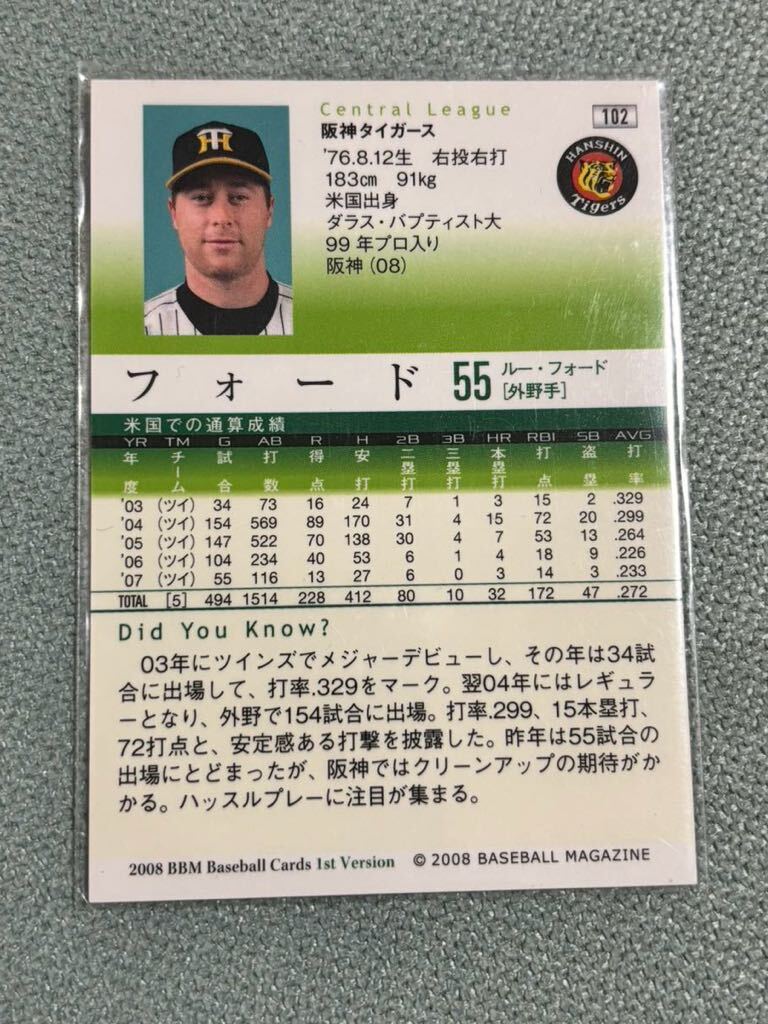 Central League
102
阪神タイガース
'76.8.12生　右投右打
183㎝　91kg
米国出身
ダラス・バプティスト大
99年プロ入り
阪神(08)
HANSHIN
Tigers
フォード 55 ルー・フォード
[外野手]
米国での通算成績
YR TM G AB R H 2B 3B HR RBI SB AVG
年度 チーム 試合 打数 得点 安打 二塁打 三塁打 本塁打 打点 盗塁 打率
'03 (ツイ) 34 73 16 24 7 1 3 15 2 .329
'04 (ツイ) 154 569 89 170 31 4 15 72 20 .299
'05 (ツイ) 147 522 70 138 30 4 7 53 13 .264
'06 (ツイ) 104 234 40 53 6 1 4 18 9 .226
'07 (ツイ) 55 116 13 27 6 0 3 14 3 .233
TOTAL [5] 494 1514 228 412 80 10 32 172 47 .272
Did You Know?
03年にツインズでメジャーデビューし、その年は34試
合に出場して、打率.329をマーク。翌04年にはレギュラ
ーとなり、外野で154試合に出場。打率.299、15本塁打、
72打点と、安定感ある打撃を披露した。昨年は55試合の
出場にとどまったが、阪神ではクリーンアップの期待がか
かる。ハッスルプレーに注目が集まる。
2008 BBM Baseball Cards 1st Version © 2008 BASEBALL MAGAZINE